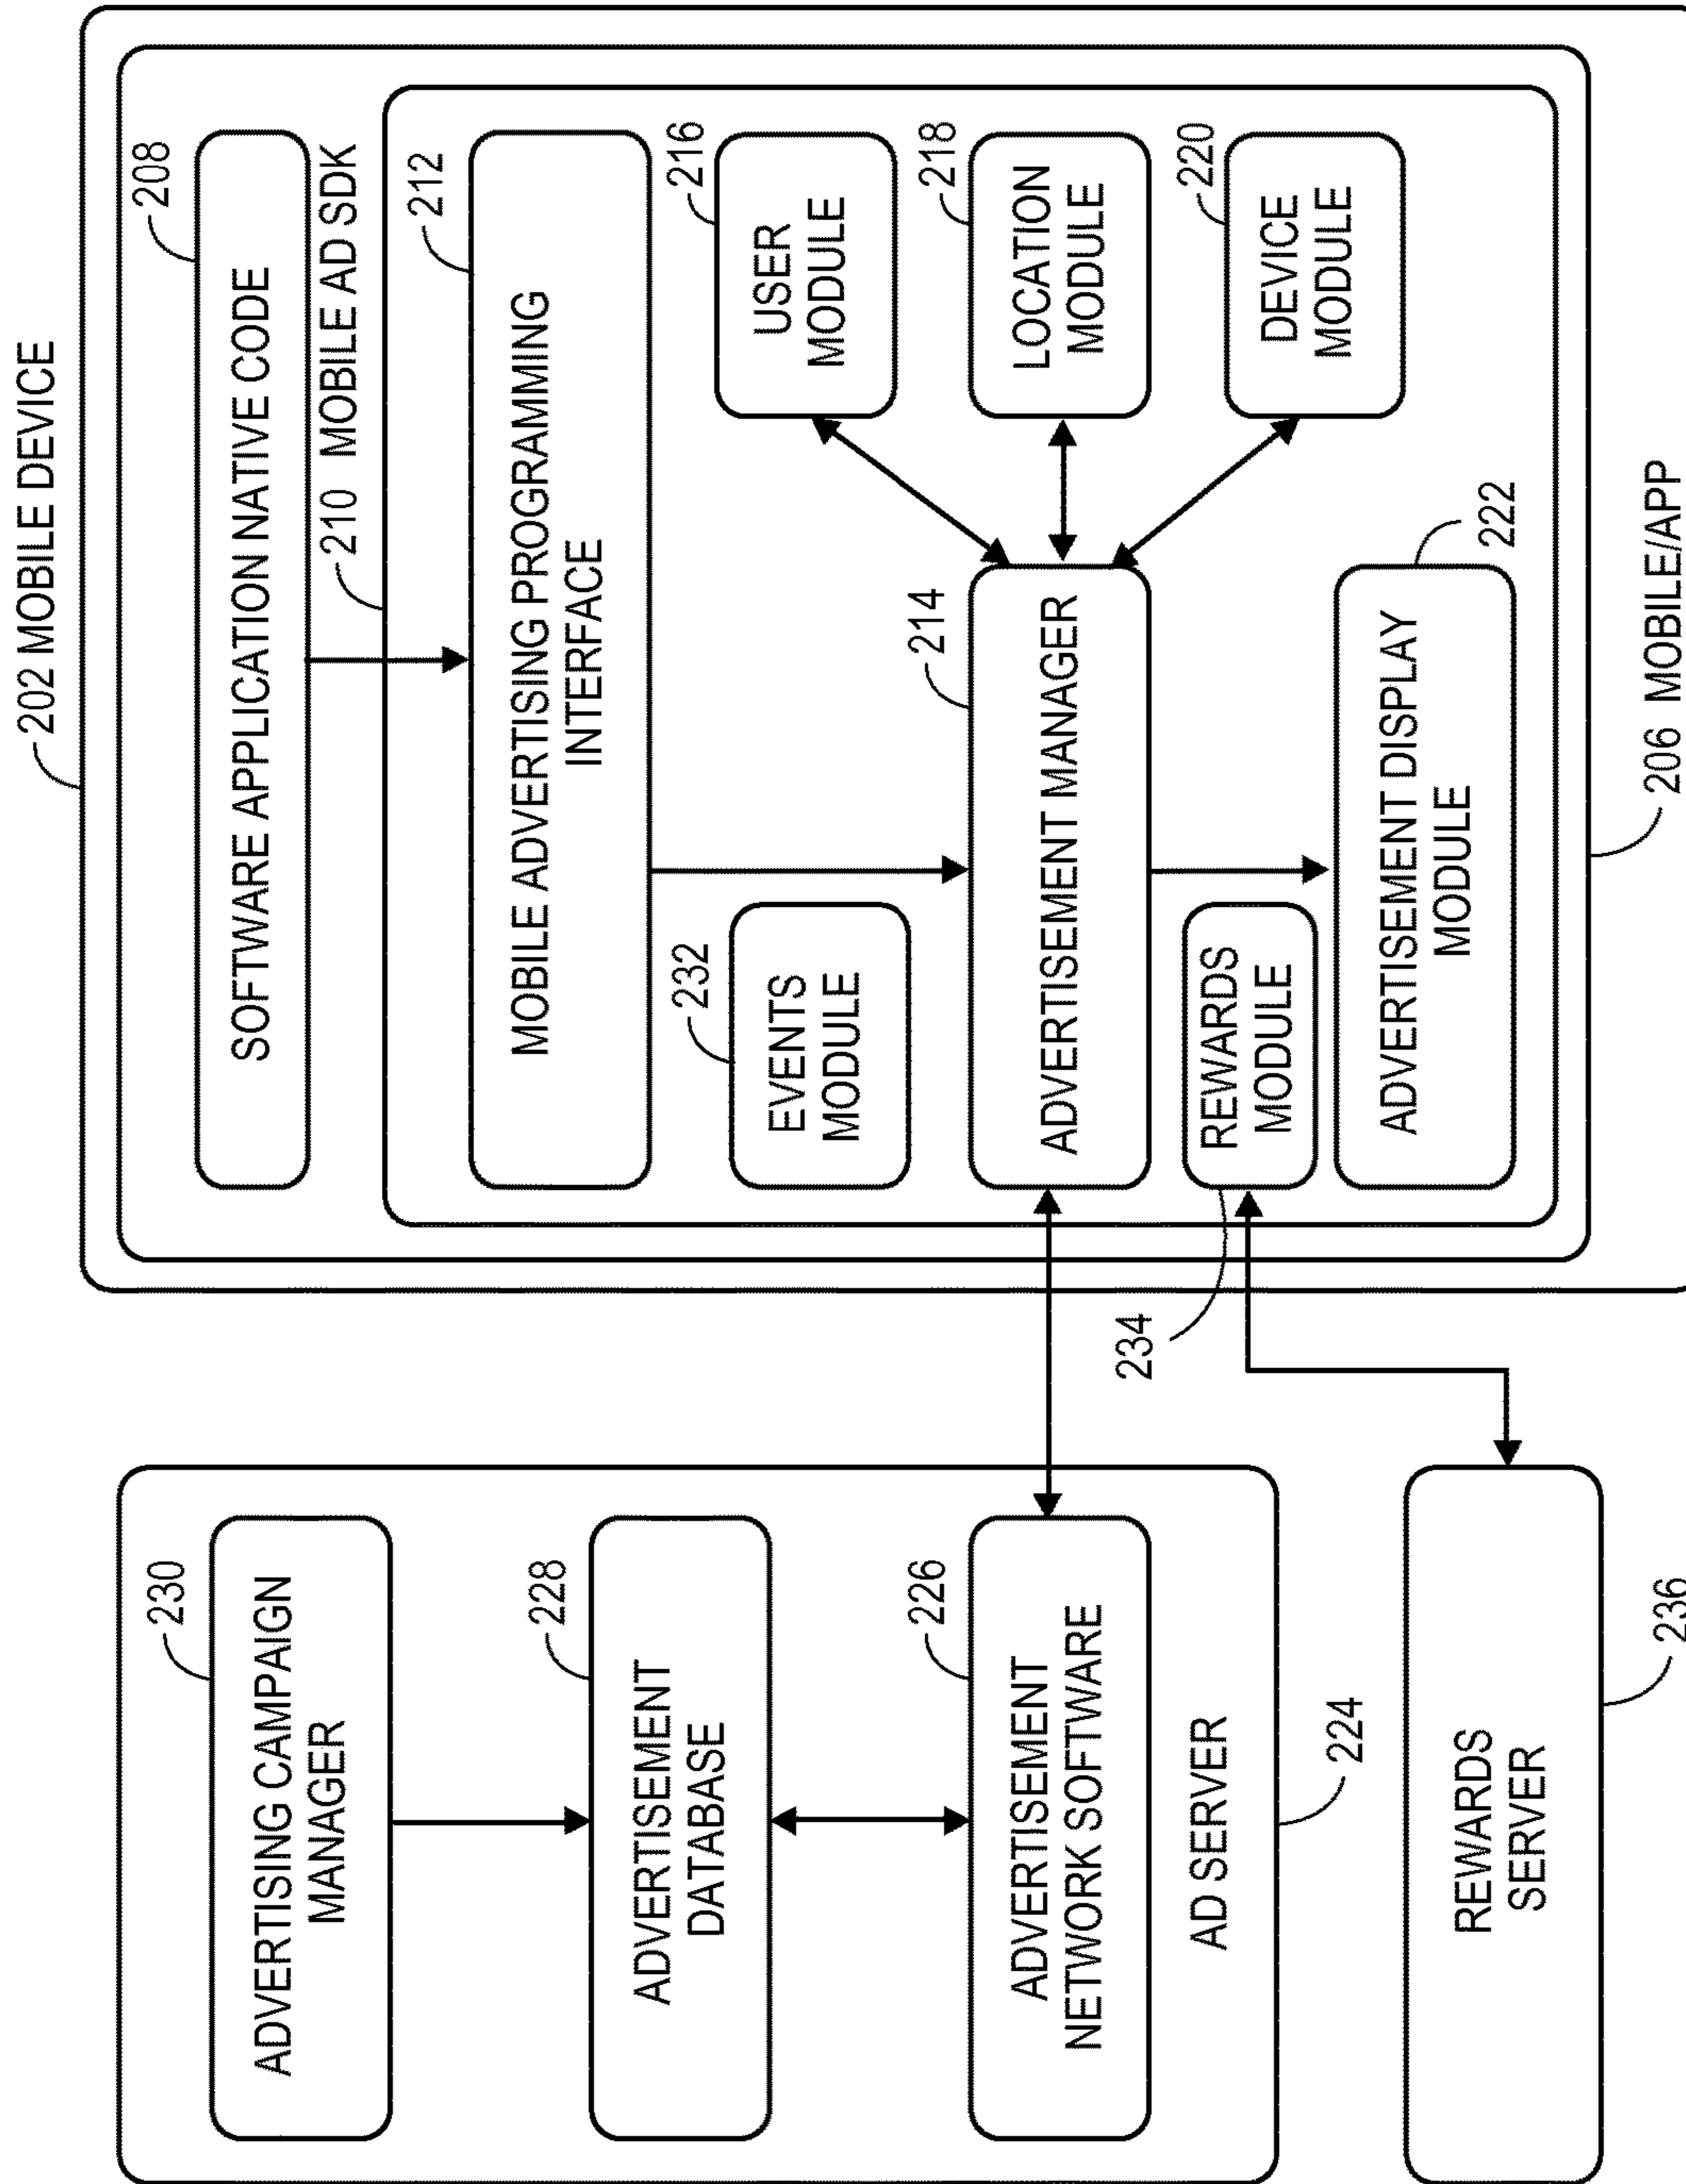 202 MOBILE DEVICE
208
SOFTWARE APPLICATION NATIVE CODE
210 MOBILE AD SDK
212
MOBILE ADVERTISING PROGRAMMING
INTERFACE
232
EVENTS
MODULE
216
USER
MODULE
214
ADVERTISEMENT MANAGER
218
LOCATION
MODULE
220
DEVICE
MODULE
234
REWARDS
MODULE
ADVERTISEMENT DISPLAY
MODULE
222
206 MOBILE/APP
230
ADVERTISING CAMPAIGN
MANAGER
228
ADVERTISEMENT
DATABASE
226
ADVERTISEMENT
NETWORK SOFTWARE
AD SERVER
224
REWARDS
SERVER
236